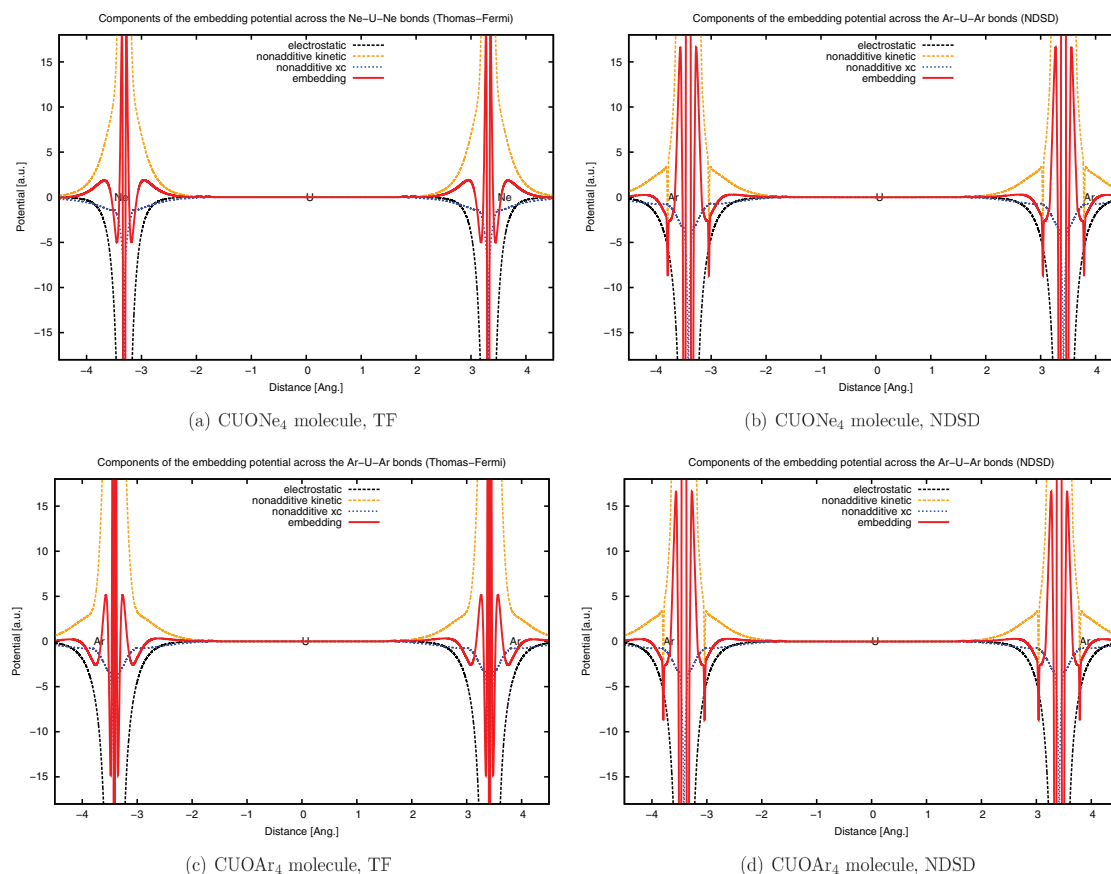 Components of the embedding potential across the Ne−U−Ne bonds (Thomas−Fermi)
electrostatic
nonadditive kinetic
nonadditive xc
embedding
15
10
5
0
−5
−10
−15
Potential [a.u.]
Ne U Ne
−4 −3 −2 −1 0 1 2 3 4
Distance [Ang.]
(a) CUONe₄ molecule, TF
Components of the embedding potential across the Ar−U−Ar bonds (NDSD)
electrostatic
nonadditive kinetic
nonadditive xc
embedding
15
10
5
0
−5
−10
−15
Potential [a.u.]
Ar U Ar
−4 −3 −2 −1 0 1 2 3 4
Distance [Ang.]
(b) CUONe₄ molecule, NDSD
Components of the embedding potential across the Ar−U−Ar bonds (Thomas−Fermi)
electrostatic
nonadditive kinetic
nonadditive xc
embedding
15
10
5
0
−5
−10
−15
Potential [a.u.]
Ar U Ar
−4 −3 −2 −1 0 1 2 3 4
Distance [Ang.]
(c) CUOAr₄ molecule, TF
Components of the embedding potential across the Ar−U−Ar bonds (NDSD)
electrostatic
nonadditive kinetic
nonadditive xc
embedding
15
10
5
0
−5
−10
−15
Potential [a.u.]
Ar U Ar
−4 −3 −2 −1 0 1 2 3 4
Distance [Ang.]
(d) CUOAr₄ molecule, NDSD